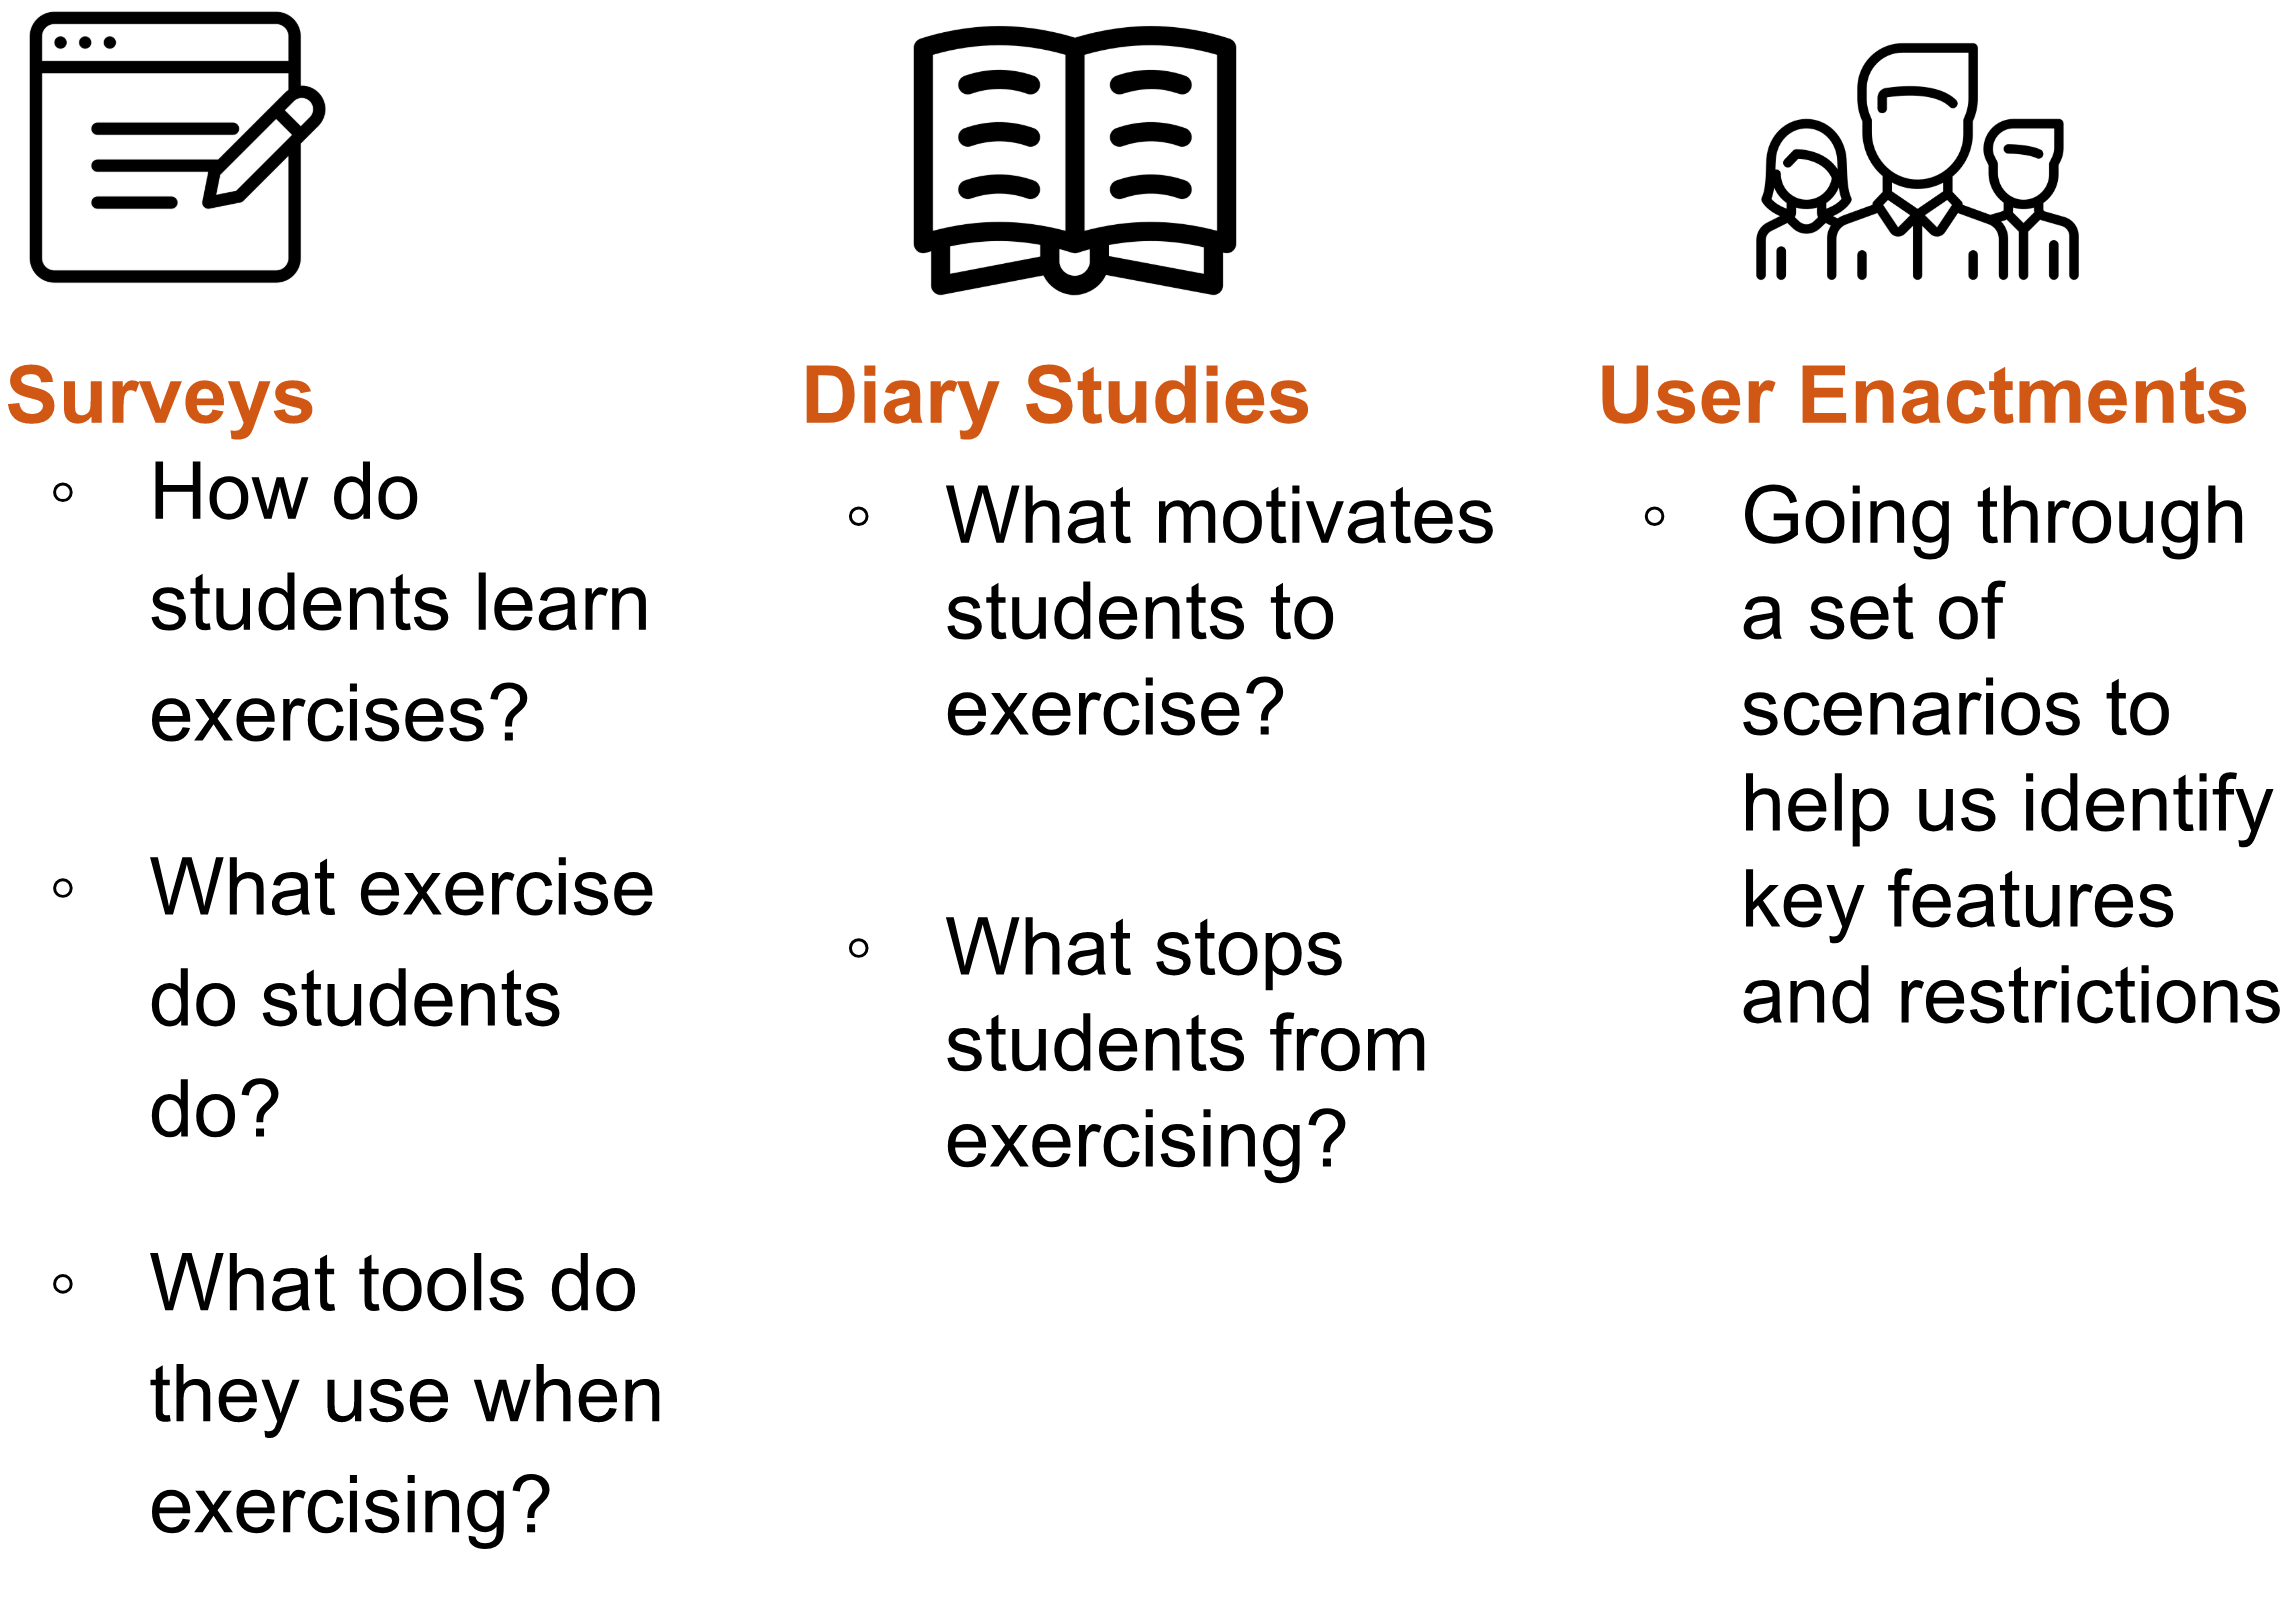 Surveys
◦ How do
students learn
exercises?
◦ What exercise
do students
do?
◦ What tools do
they use when
exercising?
Diary Studies
◦ What motivates
students to
exercise?
◦ What stops
students from
exercising?
User Enactments
◦ Going through
a set of
scenarios to
help us identify
key features
and restrictions